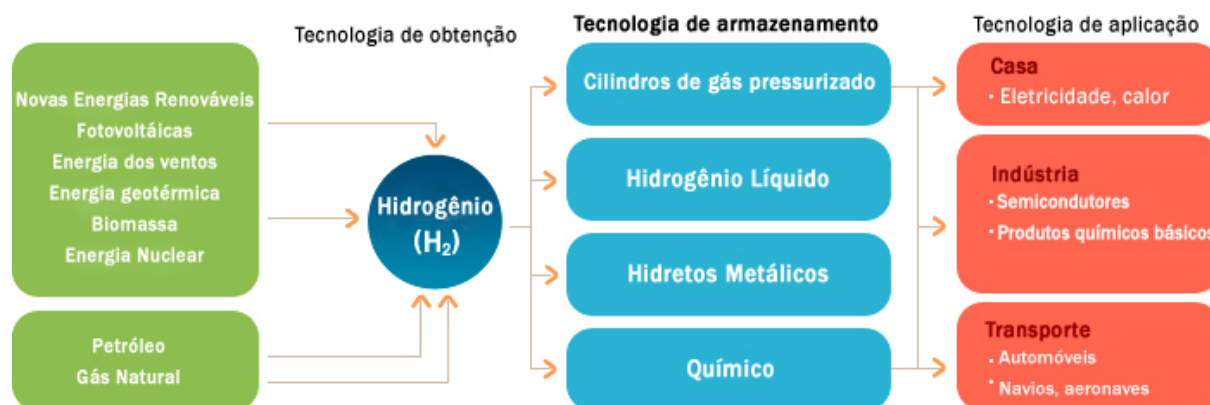 Tecnologia de obtenção
Tecnologia de armazenamento
Tecnologia de aplicação
Novas Energias Renováveis
Fotovoltáicas
Energia dos ventos
Energia geotérmica
Biomassa
Energia Nuclear
Petróleo
Gás Natural
Hidrogênio
(H₂)
Cilindros de gás pressurizado
Hidrogênio Líquido
Hidretos Metálicos
Químico
Casa
· Eletricidade, calor
Indústria
· Semicondutores
· Produtos químicos básicos
Transporte
· Automóveis
· Navios, aeronaves